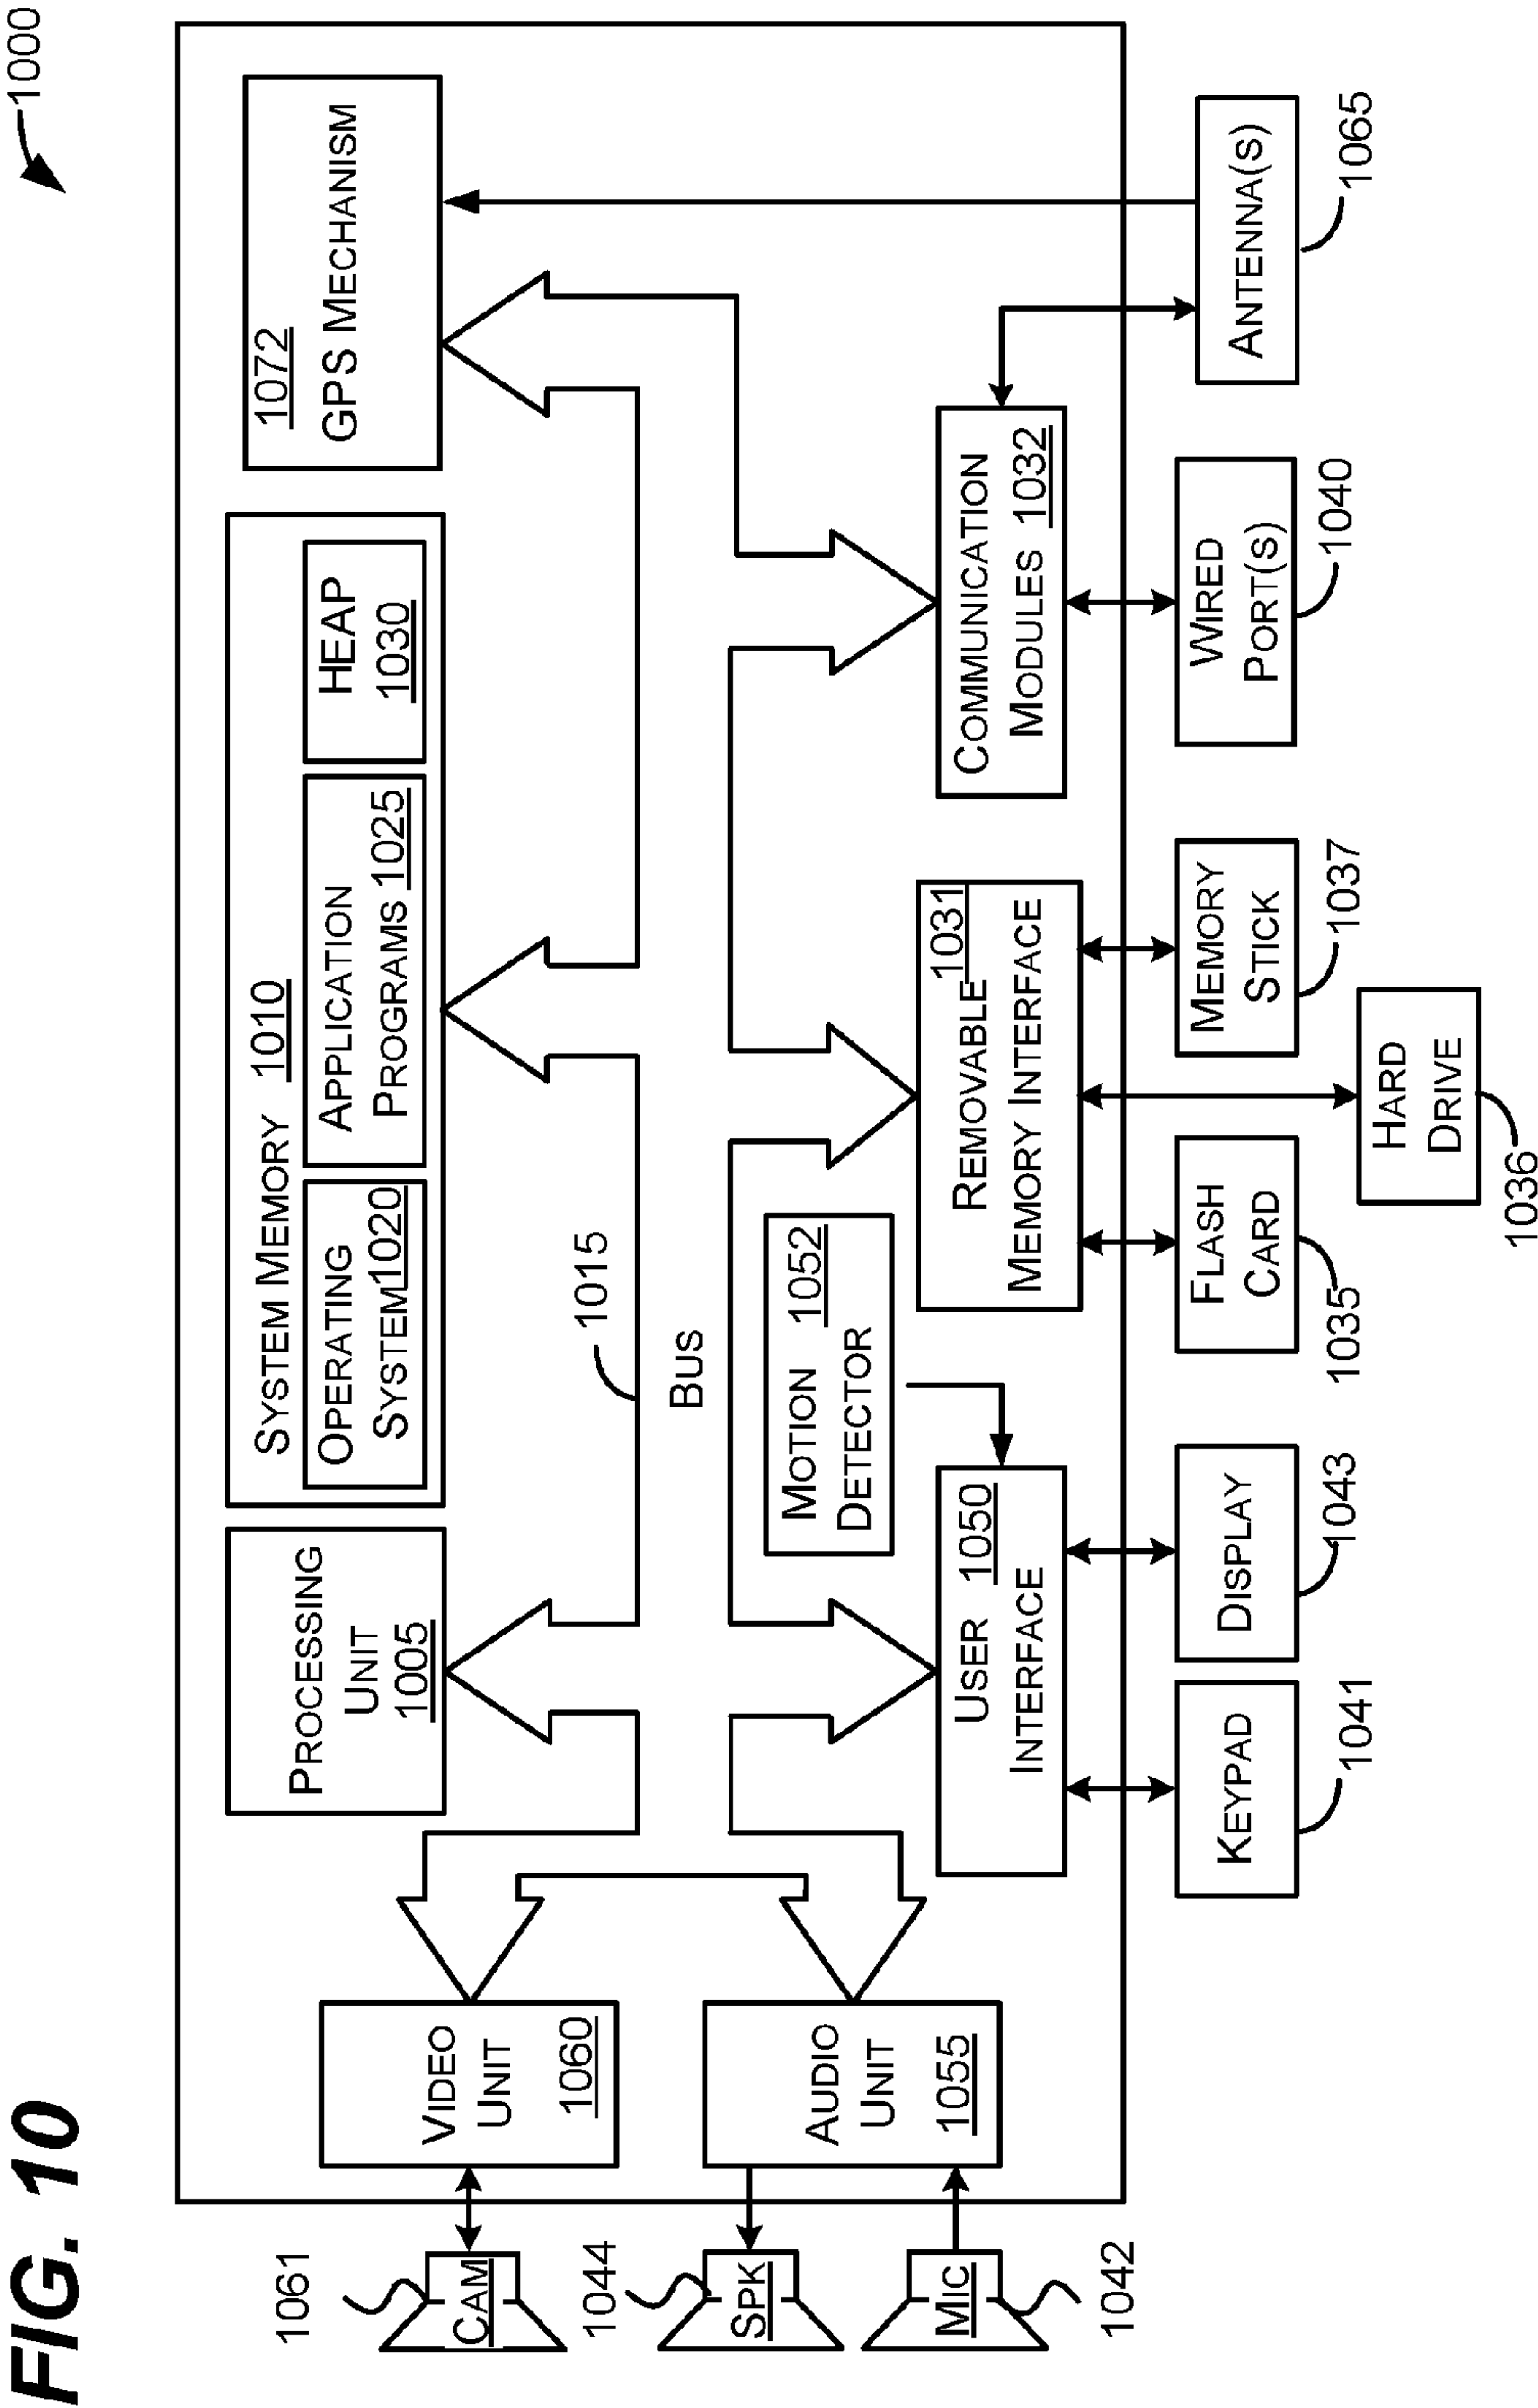 FIG. 10
1000
PROCESSING
UNIT
1005
SYSTEM MEMORY 1010
OPERATING
SYSTEM 1020
APPLICATION
PROGRAMS 1025
HEAP
1030
1072
GPS MECHANISM
1061
CAM
VIDEO
UNIT
1060
1044
SPK
AUDIO
UNIT
1055
MIC
1042
1015
BUS
MOTION 1052
DETECTOR
USER 1050
INTERFACE
REMOVABLE 1031
MEMORY INTERFACE
COMMUNICATION
MODULES 1032
KEYPAD
1041
DISPLAY
1043
FLASH
CARD
1035
HARD
DRIVE
1036
MEMORY
STICK
1037
WIRED
PORT(S)
1040
ANTENNA(S)
1065